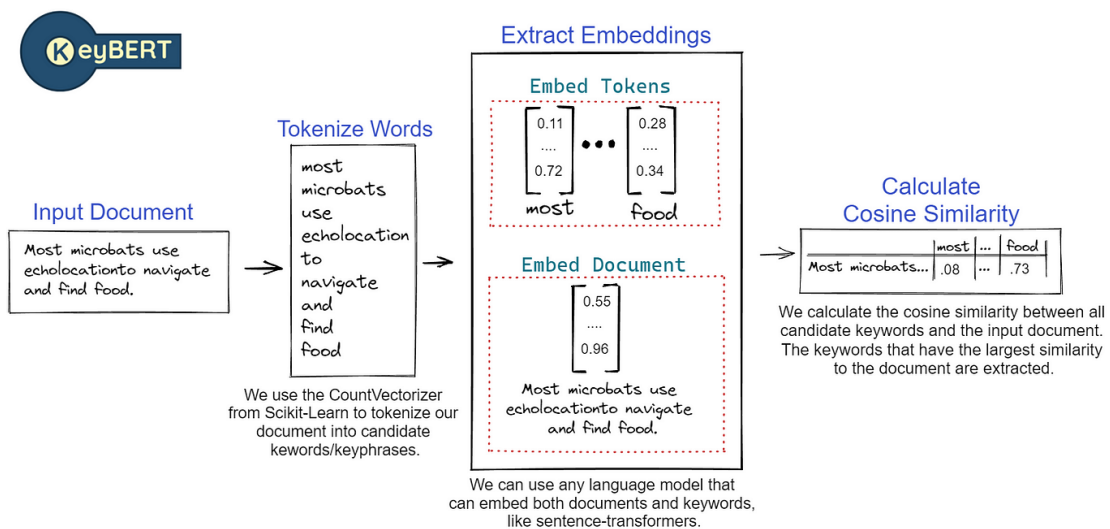 KeyBERT
Input Document
Most microbats use
echolocationto navigate
and find food.
Tokenize Words
most
microbats
use
echolocation
to
navigate
and
find
food
We use the CountVectorizer
from Scikit-Learn to tokenize our
document into candidate
kewords/keyphrases.
Extract Embeddings
Embed Tokens
0.11 0.28
.... ....
0.72 0.34
most food
Embed Document
0.55
....
0.96
Most microbats use
echolocationto navigate
and find food.
We can use any language model that
can embed both documents and keywords,
like sentence-transformers.
Calculate
Cosine Similarity
most ... food
Most microbats... .08 ... .73
We calculate the cosine similarity between all
candidate keywords and the input document.
The keywords that have the largest similarity
to the document are extracted.